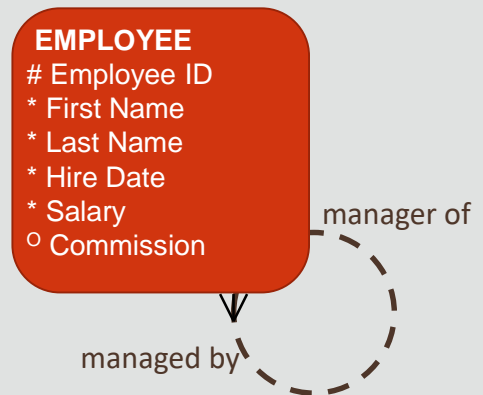 EMPLOYEE
# Employee ID
* First Name
* Last Name
* Hire Date
* Salary
O Commission
manager of
managed by